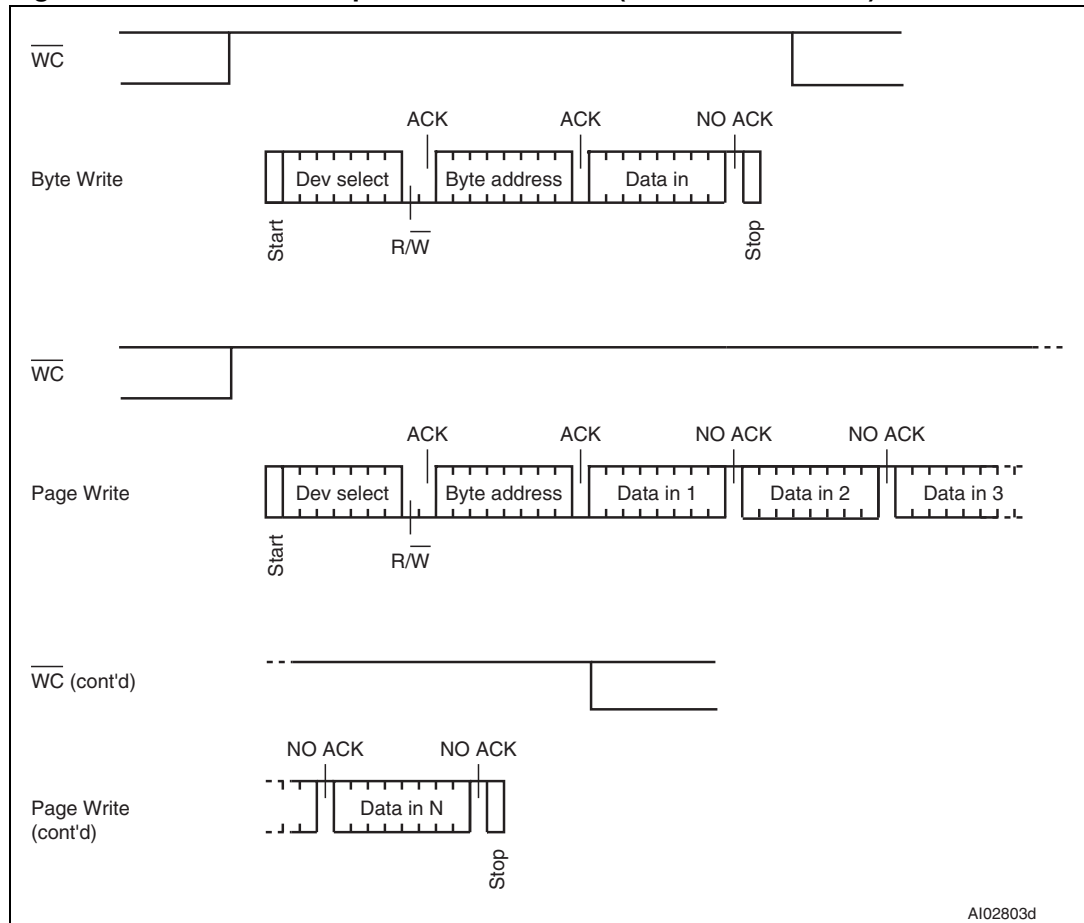 WC
ACK ACK NO ACK
Byte Write Dev select Byte address Data in
Start R/W Stop
WC
ACK ACK NO ACK NO ACK
Page Write Dev select Byte address Data in 1 Data in 2 Data in 3
Start R/W
WC (cont'd)
NO ACK NO ACK
Page Write
(cont'd) Data in N
Stop
AI02803d